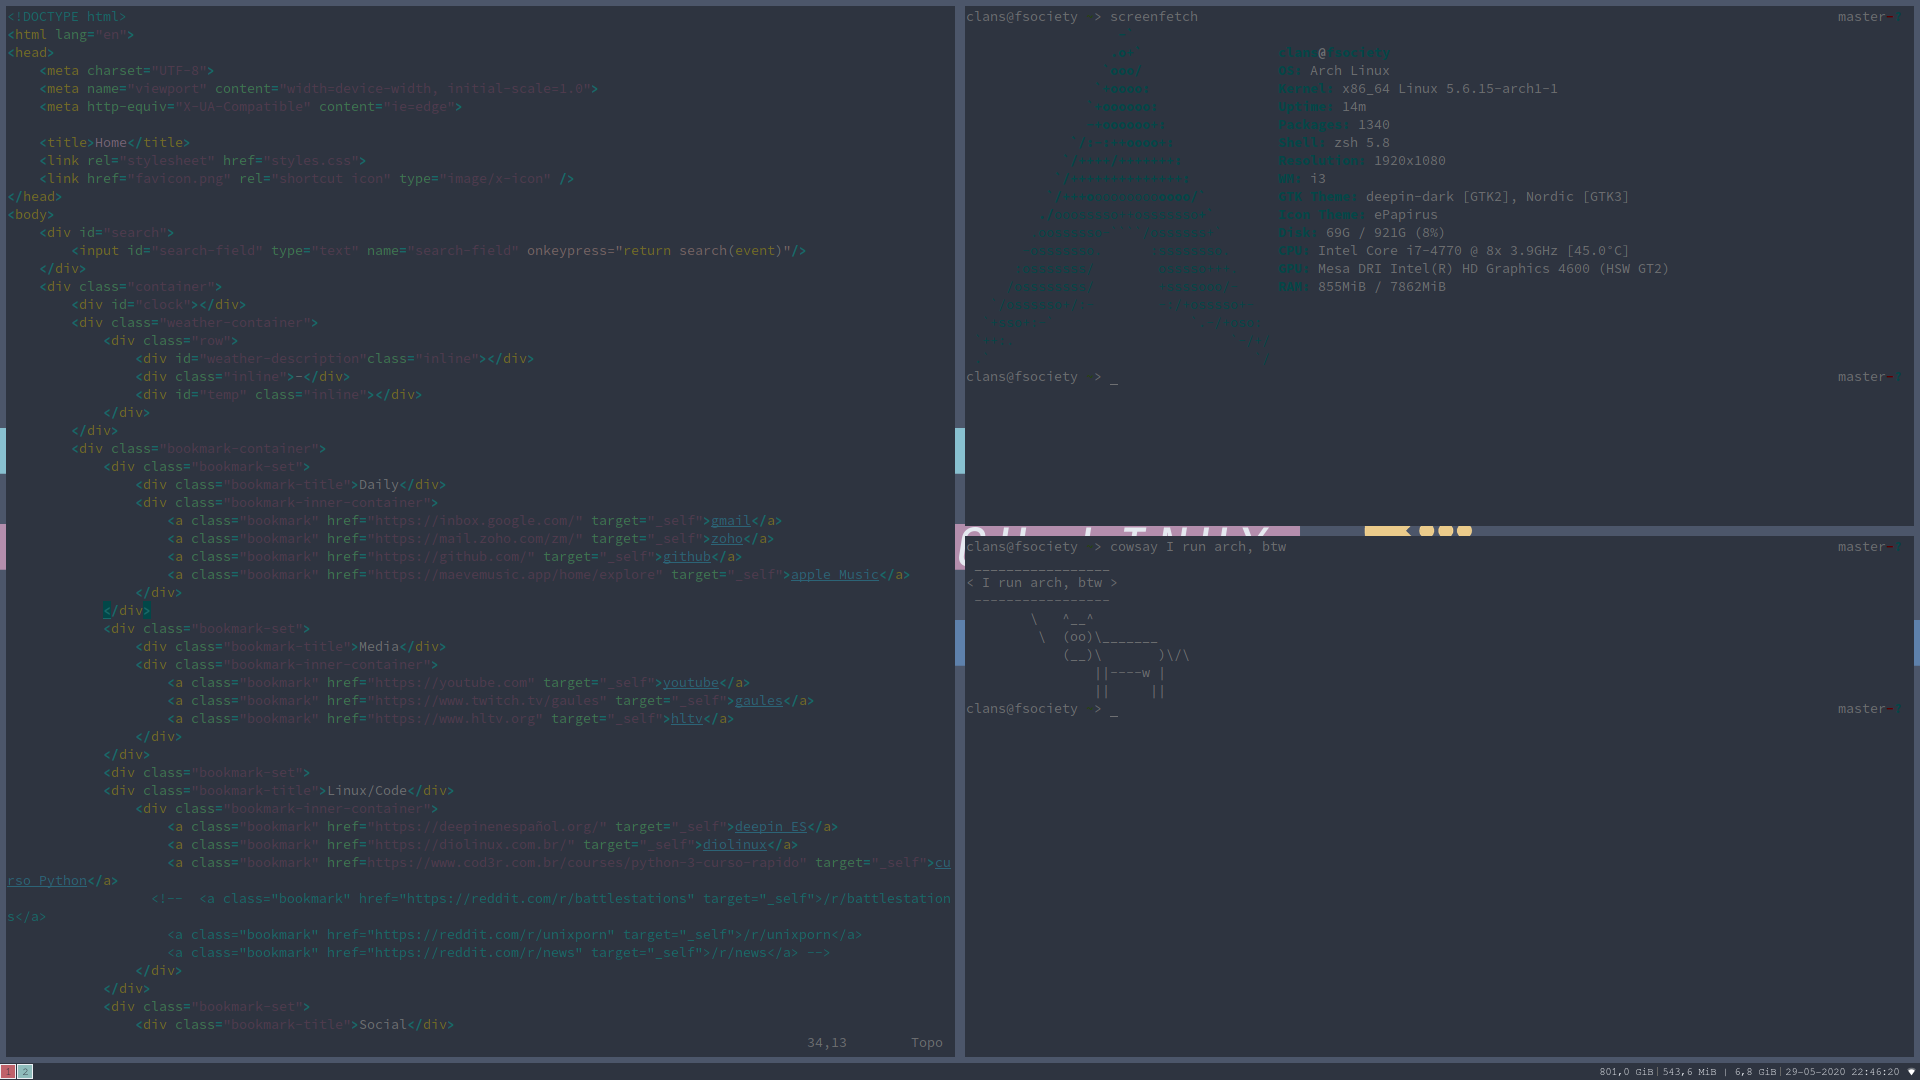 <!DOCTYPE html>
<html lang="en">
<head>
    <meta charset="UTF-8">
    <meta name="viewport" content="width=device-width, initial-scale=1.0">
    <meta http-equiv="X-UA-Compatible" content="ie=edge">
    <title>Home</title>
    <link rel="stylesheet" href="styles.css">
    <link href="favicon.png" rel="shortcut icon" type="image/x-icon" />
</head>
<body>
    <div id="search">
        <input id="search-field" type="text" name="search-field" onkeypress="return search(event)"/>
    </div>
    <div class="container">
        <div id="clock"></div>
        <div class="weather-container">
            <div class="row">
                <div id="weather-description"class="inline"></div>
                <div class="inline">-</div>
                <div id="temp" class="inline"></div>
            </div>
        </div>
        <div class="bookmark-container">
            <div class="bookmark-set">
                <div class="bookmark-title">Daily</div>
                <div class="bookmark-inner-container">
                    <a class="bookmark" href="https://inbox.google.com/" target="_self">gmail</a>
                    <a class="bookmark" href="https://mail.zoho.com/zm/" target="_self">zoho</a>
                    <a class="bookmark" href="https://github.com/" target="_self">github</a>
                    <a class="bookmark" href="https://maevemusic.app/home/explore" target="_self">apple Music</a>
                </div>
            </div>
            <div class="bookmark-set">
                <div class="bookmark-title">Media</div>
                <div class="bookmark-inner-container">
                    <a class="bookmark" href="https://youtube.com" target="_self">youtube</a>
                    <a class="bookmark" href="https://www.twitch.tv/gaules" target="_self">gaules</a>
                    <a class="bookmark" href="https://www.hltv.org" target="_self">hltv</a>
                </div>
            </div>
            <div class="bookmark-set">
            <div class="bookmark-title">Linux/Code</div>
                <div class="bookmark-inner-container">
                    <a class="bookmark" href="https://deepinenespañol.org/" target="_self">deepin ES</a>
                    <a class="bookmark" href="https://diolinux.com.br/" target="_self">diolinux</a>
                    <a class="bookmark" href=https://www.cod3r.com.br/courses/python-3-curso-rapido" target="_self">cu
rso Python</a>
                  <!--  <a class="bookmark" href="https://reddit.com/r/battlestations" target="_self">/r/battlestation
s</a>
                    <a class="bookmark" href="https://reddit.com/r/unixporn" target="_self">/r/unixporn</a>
                    <a class="bookmark" href="https://reddit.com/r/news" target="_self">/r/news</a> -->
                </div>
            </div>
            <div class="bookmark-set">
                <div class="bookmark-title">Social</div>
34,13 Topo
clans@fsociety > screenfetch master-
clans@fsociety
OS: Arch Linux
Kernel: x86_64 Linux 5.6.15-arch1-1
Uptime: 14m
Packages: 1340
Shell: zsh 5.8
Resolution: 1920x1080
WM: i3
GTK Theme: deepin-dark [GTK2], Nordic [GTK3]
Icon Theme: ePapirus
Disk: 69G / 921G (8%)
CPU: Intel Core i7-4770 @ 8x 3.9GHz [45.0°C]
GPU: Mesa DRI Intel(R) HD Graphics 4600 (HSW GT2)
RAM: 855MiB / 7862MiB
clans@fsociety > _ master-
clans@fsociety > cowsay I run arch, btw master-
 _________________
< I run arch, btw >
 -----------------
        \   ^__^
         \  (oo)\_______
            (__)\       )\/\
                ||----w |
                ||     ||
clans@fsociety > _ master-
1 2 801,0 GiB| 543,6 MiB | 6,8 GiB| 29-05-2020 22:46:20